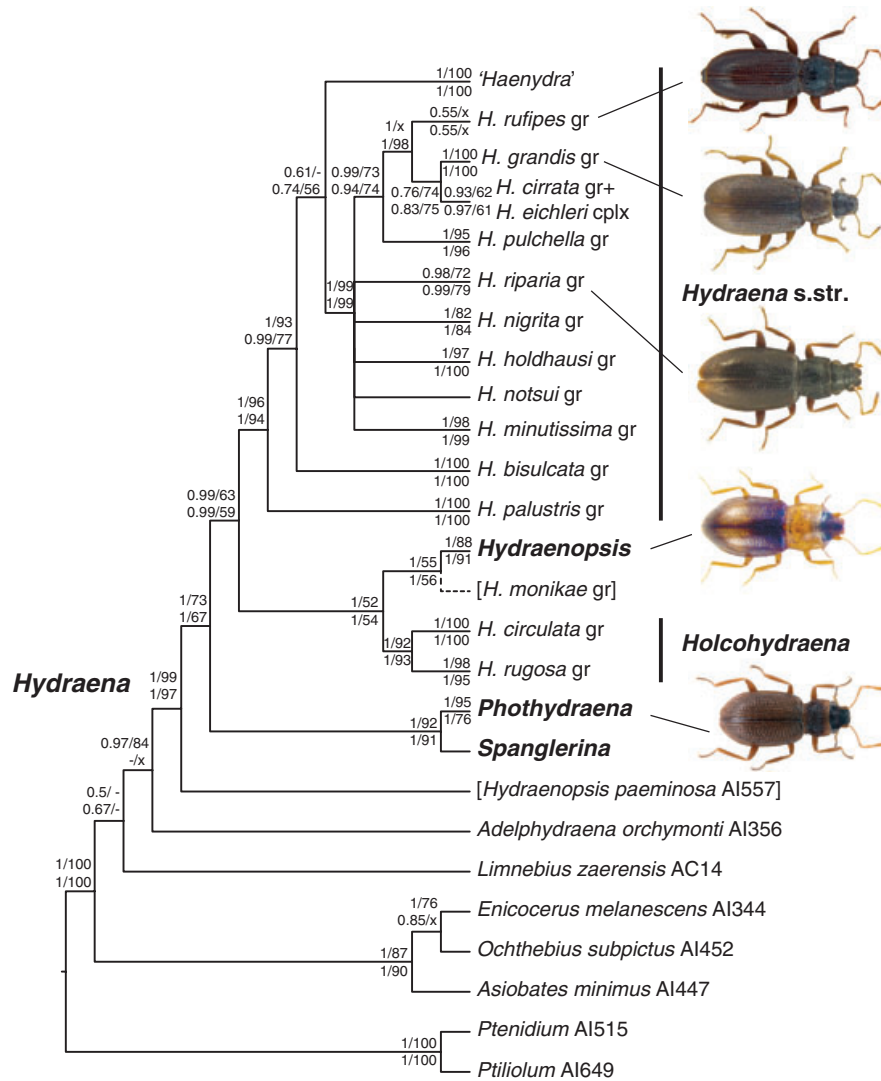 1/100
1/100
'Haenydra'
0.55/x
0.55/x
H. rufipes gr
1/x
1/98
1/100
1/100
H. grandis gr
0.61/-
0.74/56
0.99/73
0.94/74
0.76/74
0.83/75
0.93/62
0.97/61
H. cirrata gr+
H. eichleri cplx
1/95
1/96
H. pulchella gr
0.98/72
0.99/79
H. riparia gr
Hydraena s.str.
1/99
1/99
1/82
1/84
H. nigrita gr
1/93
0.99/77
1/97
1/100
H. holdhausi gr
H. notsui gr
1/96
1/94
1/98
1/99
H. minutissima gr
1/100
1/100
H. bisulcata gr
0.99/63
0.99/59
1/100
1/100
H. palustris gr
1/88
1/91
Hydraenopsis
1/55
1/56
[H. monikae gr]
1/73
1/67
1/52
1/54
1/100
1/100
H. circulata gr
Holcohydraena
1/92
1/93
1/98
1/95
H. rugosa gr
Hydraena
1/99
1/97
1/95
1/76
Phothydraena
1/92
1/91
Spanglerina
0.97/84
-/x
[Hydraenopsis paeminosa AI557]
0.5/ -
0.67/-
Adelphydraena orchymonti AI356
1/100
1/100
Limnebius zaerensis AC14
1/76
0.85/x
Enicocerus melanescens AI344
1/87
1/90
Ochthebius subpictus AI452
Asiobates minimus AI447
1/100
1/100
Ptenidium AI515
Ptiliolum AI649